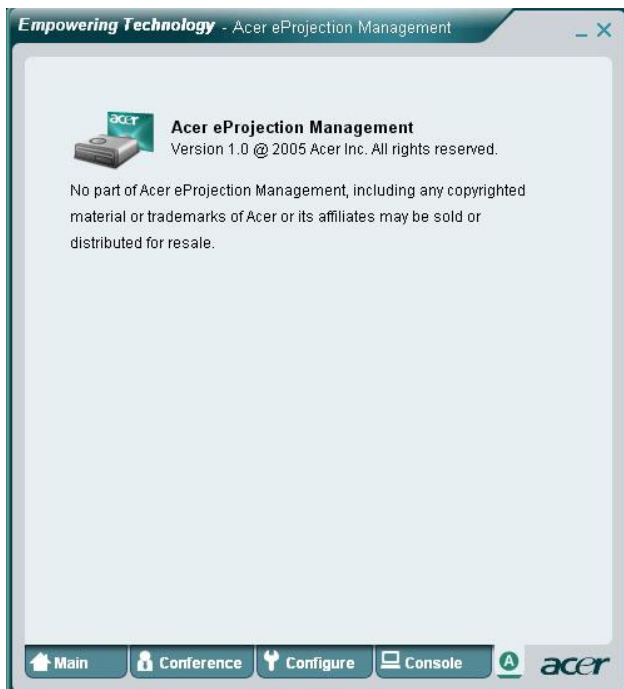 Empowering Technology - Acer eProjection Management
acer
Acer eProjection Management
Version 1.0 @ 2005 Acer Inc. All rights reserved.
No part of Acer eProjection Management, including any copyrighted
material or trademarks of Acer or its affiliates may be sold or
distributed for resale.
Main Conference Configure Console A acer